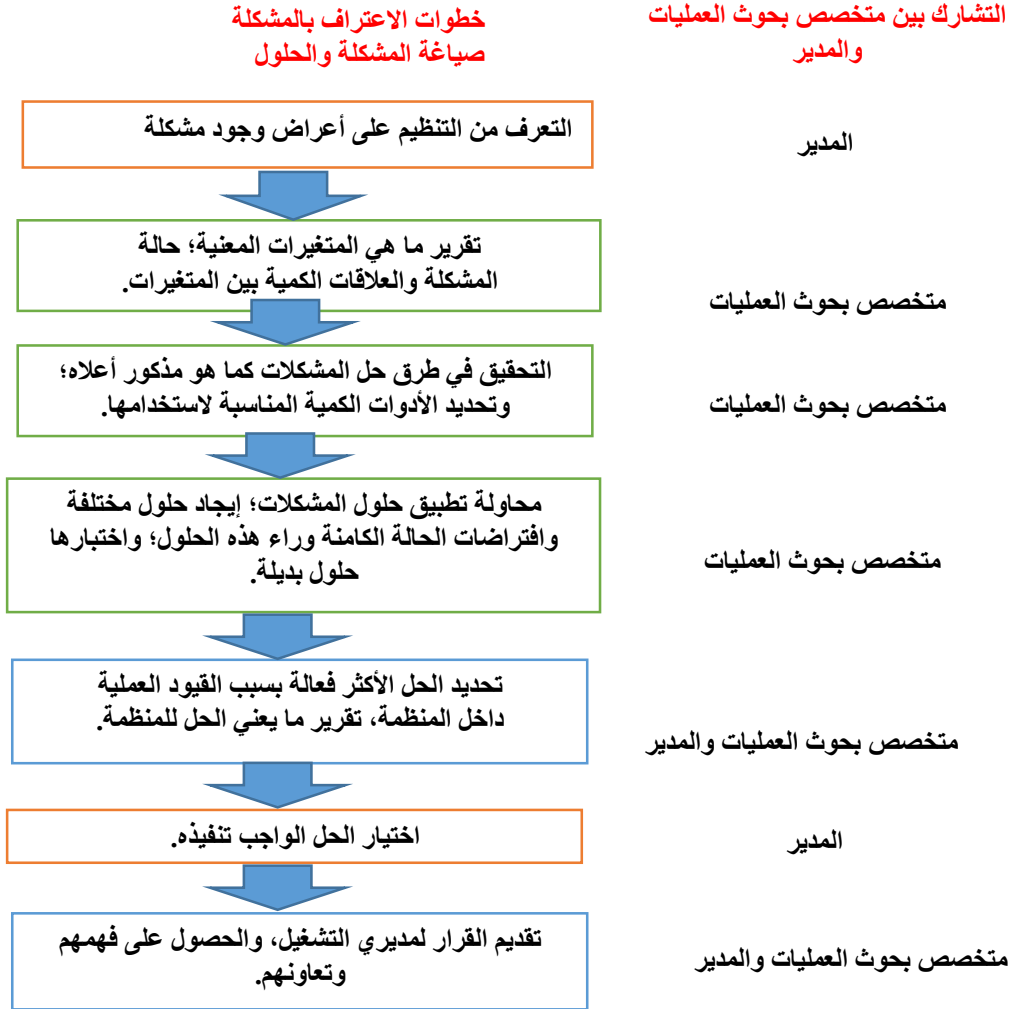 التشارك بين متخصص بحوث العمليات
والمدير
خطوات الاعتراف بالمشكلة
صياغة المشكلة والحلول
المدير
التعرف من التنظيم على أعراض وجود مشكلة
متخصص بحوث العمليات
تقرير ما هي المتغيرات المعنية؛ حالة
المشكلة والعلاقات الكمية بين المتغيرات.
متخصص بحوث العمليات
التحقيق في طرق حل المشكلات كما هو مذكور أعلاه؛
وتحديد الأدوات الكمية المناسبة لاستخدامها.
متخصص بحوث العمليات
محاولة تطبيق حلول المشكلات؛ إيجاد حلول مختلفة
وافتراضات الحالة الكامنة وراء هذه الحلول؛ واختبارها
حلول بديلة.
متخصص بحوث العمليات والمدير
تحديد الحل الأكثر فعالة بسبب القيود العملية
داخل المنظمة، تقرير ما يعني الحل للمنظمة.
المدير
اختيار الحل الواجب تنفيذه.
متخصص بحوث العمليات والمدير
تقديم القرار لمديري التشغيل، والحصول على فهمهم
وتعاونهم.